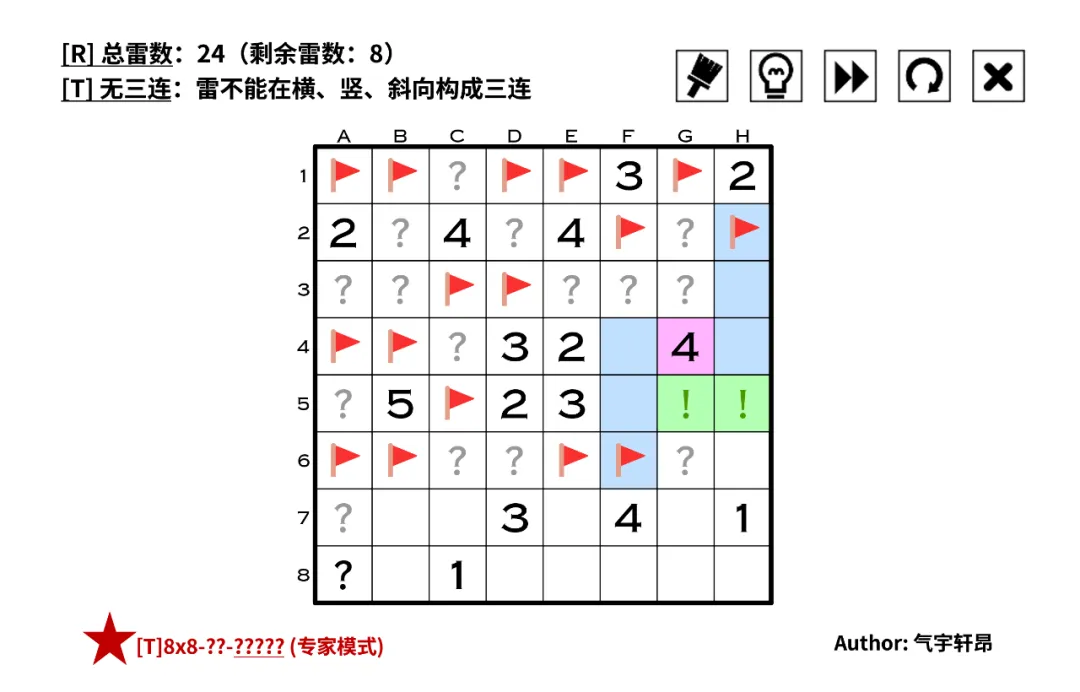 [R] 总雷数：24（剩余雷数：8）
[T] 无三连：雷不能在横、竖、斜向构成三连
A B C D E F G H
1 ? 3 2
2 2 ? 4 ? 4 ?
3 ? ? ? ? ?
4 ? 3 2 4
5 ? 5 2 3 ! !
6 ? ? ?
7 ? 3 4 1
8 ? 1
[T]8x8-??-????? (专家模式)
Author: 气宇轩昂